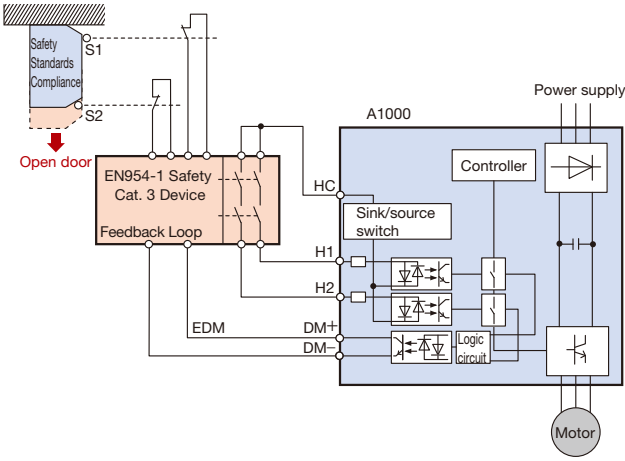 Safety
Standards
Compliance
S1
S2
Open door
EN954-1 Safety
Cat. 3 Device
Feedback Loop
EDM
HC
H1
H2
DM+
DM−
A1000
Sink/source
switch
Controller
Logic
circuit
Power supply
Motor